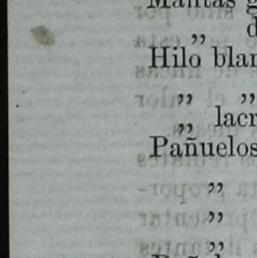 Mantas g
„ d
Hilo blan
„ „
„ lacr
Pañuelos
„
„
„